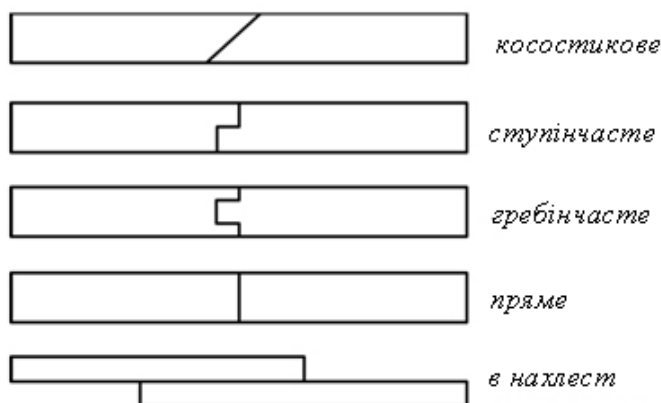 косостикове
ступінчасте
гребінчасте
пряме
в нахлест